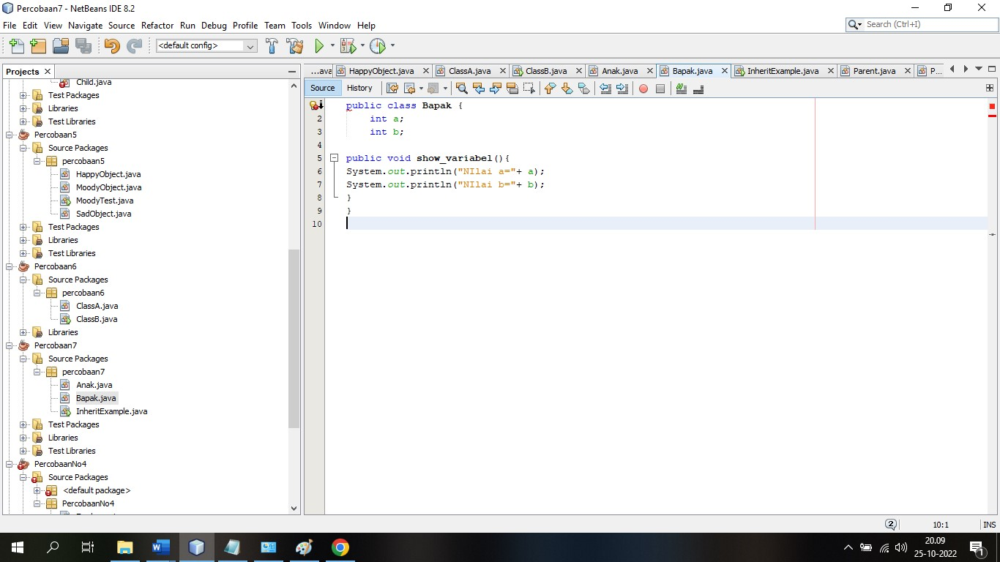 Percobaan7 - NetBeans IDE 8.2
File Edit View Navigate Source Refactor Run Debug Profile Team Tools Window Help
Search (Ctrl+I)
<default config>
Projects
...ava HappyObject.java ClassA.java ClassB.java Anak.java Bapak.java InheritExample.java Parent.java P...
Source History
Child.java
Test Packages
Libraries
Test Libraries
Percobaan5
Source Packages
percobaan5
HappyObject.java
MoodyObject.java
MoodyTest.java
SadObject.java
Test Packages
Libraries
Test Libraries
Percobaan6
Source Packages
percobaan6
ClassA.java
ClassB.java
Libraries
Percobaan7
Source Packages
percobaan7
Anak.java
Bapak.java
InheritExample.java
Test Packages
Libraries
Test Libraries
PercobaanNo4
Source Packages
<default package>
PercobaanNo4
public class Bapak {
2 int a;
3 int b;
4
5 public void show_variabel(){
6 System.out.println("NIlai a="+ a);
7 System.out.println("NIlai b="+ b);
8 }
9 }
10
2
10:1 INS
20.09
25-10-2022
1